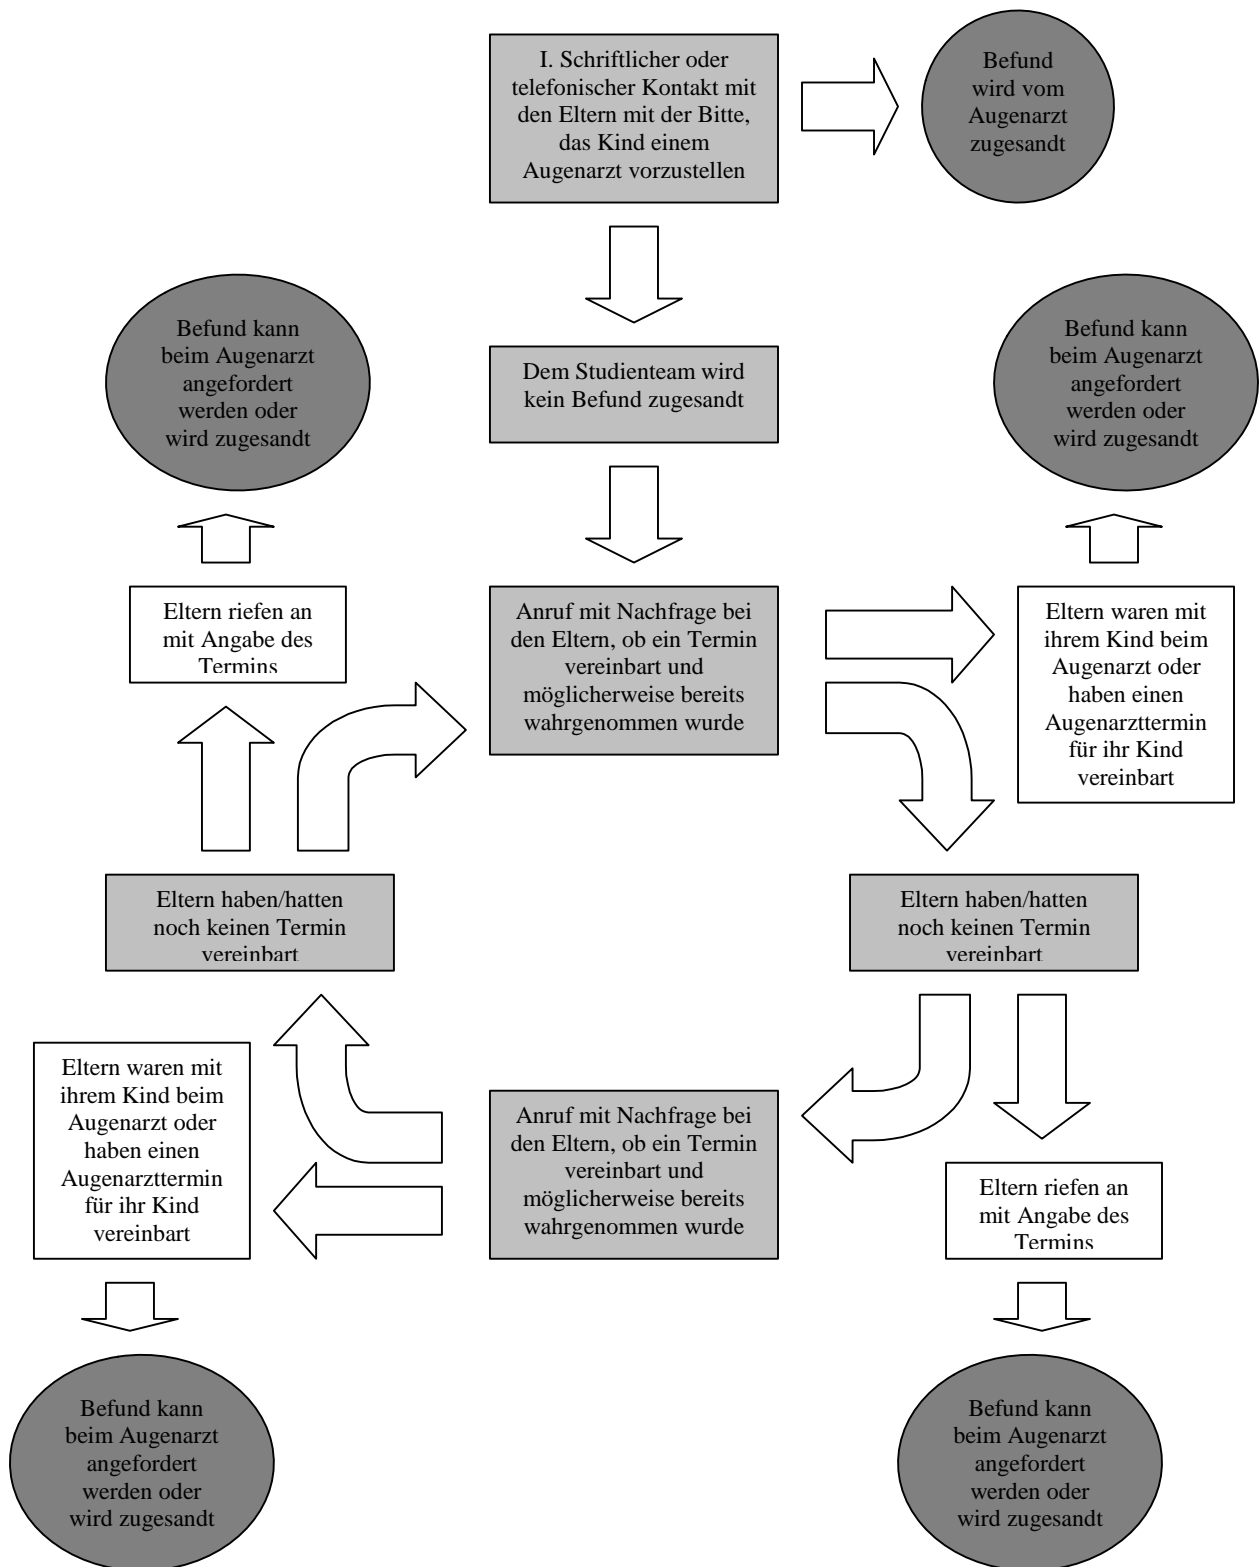 I. Schriftlicher oder
telefonischer Kontakt mit
den Eltern mit der Bitte,
das Kind einem
Augenarzt vorzustellen
Befund
wird vom
Augenarzt
zugesandt
Befund kann
beim Augenarzt
angefordert
werden oder
wird zugesandt
Dem Studienteam wird
kein Befund zugesandt
Befund kann
beim Augenarzt
angefordert
werden oder
wird zugesandt
Eltern riefen an
mit Angabe des
Termins
Anruf mit Nachfrage bei
den Eltern, ob ein Termin
vereinbart und
möglicherweise bereits
wahrgenommen wurde
Eltern waren mit
ihrem Kind beim
Augenarzt oder
haben einen
Augenarzttermin
für ihr Kind
vereinbart
Eltern haben/hatten
noch keinen Termin
vereinbart
Eltern haben/hatten
noch keinen Termin
vereinbart
Eltern waren mit
ihrem Kind beim
Augenarzt oder
haben einen
Augenarzttermin
für ihr Kind
vereinbart
Anruf mit Nachfrage bei
den Eltern, ob ein Termin
vereinbart und
möglicherweise bereits
wahrgenommen wurde
Eltern riefen an
mit Angabe des
Termins
Befund kann
beim Augenarzt
angefordert
werden oder
wird zugesandt
Befund kann
beim Augenarzt
angefordert
werden oder
wird zugesandt